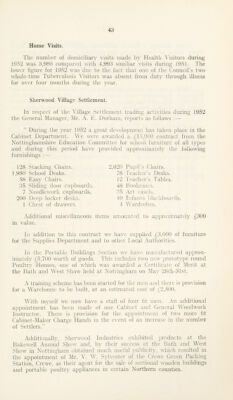 43
Home Visits.
The number of domiciliary visits made by Health Visitors during
1952 was 3,988 compared with 4,993 similar visits during 1951. The
lower figure for 1952 was due to the fact that one of the Council's two
whole-time Tuberculosis Visitors was absent from duty through illness
for over four months during the year.
Sherwood Village Settlement.
In respect of the Village Settlement trading activities during 1952
the General Manager, Mr. A. E. Durham, reports as follows :—
" During the year 1952 a great development has taken place in the
Cabinet Department. We were awarded a contract from the
Nottinghamshire Education Committee for school furniture of all types
and during this period have provided approximately the following
furnishings :—
128 Stacking Chairs.
School Desks.
58 Easy Chairs.
35 Sliding door cupboards.
7 Needlework cupboards.
200 Deep locker desks.
1 Chest of drawers.
2,020 Pupil's Chairs.
78 Teacher's Desks.
12 Teacher's Tables.
48 Bookcases.
75 Art easels.
40 Infants Blackboards.
4 Wardrobes.
Additional miscellaneous items amounted to approximately £300
in value.
In addition to this contract we have supplied £3,000 of furniture
for the Supplies Department and to other Local Authorities.
In the Portable Buildings Section we have manufactured approx-
imately £3,700 worth of goods. This includes two new prototype round
Poultry Houses, one of which was awarded a Certificate of Merit at
the Bath and West Show held at Nottingham on May 28th-31st.
A training scheme has been started for the men and there is provision
for a Warehouse to be built, at an estimated cost of £2,800.
With myself we now have a staff of four fit men. An additional
appointment has been made of one Cabinet and General Woodwork
Instructor. There is provision for the appointment of two more fit
Cabinet-Maker Charge Hands in the event of an increase in the number
of Settlers."
Additionally, Sherwood Industries exhibited products at the
Bakewell Annual Show and, by their success at the Bath and West
Show in Nottingham obtained much useful publicity, which resulted in
the appointment of Mr. V. W. Sylvester of the Crewe Green Packing
Station, Crewe, as their agent for the sale of sectional wooden buildings
and portable poultry appliances in certain Northern counties.